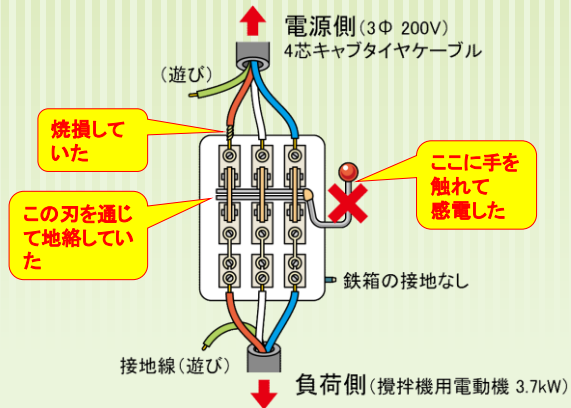 電源側(3Φ 200V)
4芯キャブタイヤケーブル
(遊び)
焼損して
いた
ここに手を
触れて
感電した
この刃を通じ
て地絡してい
た
鉄箱の接地なし
接地線(遊び)
負荷側(攪拌機用電動機 3.7kW)